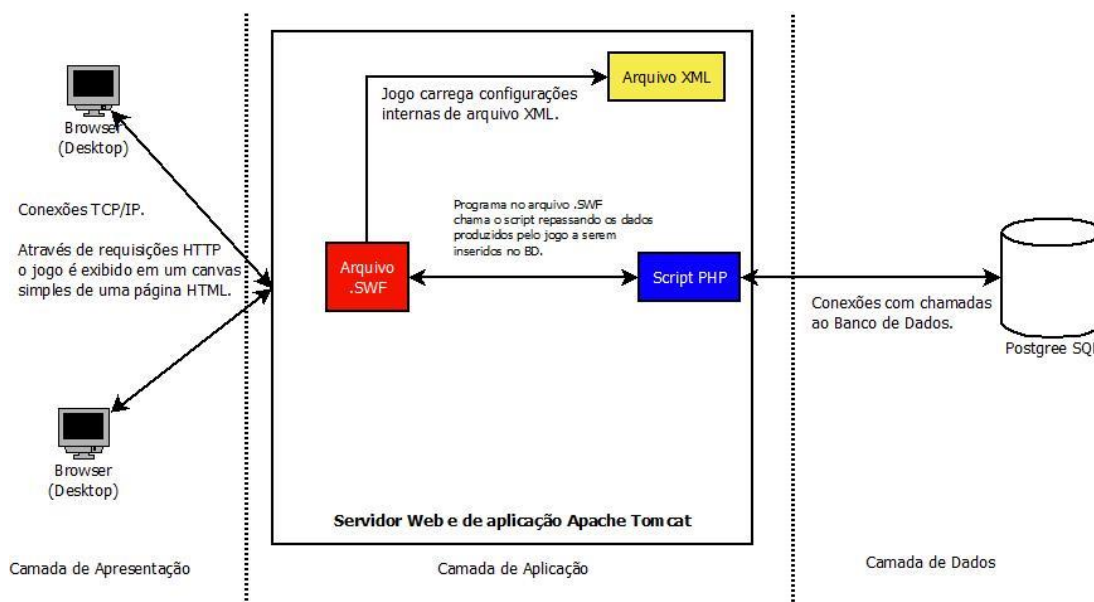 Browser
(Desktop)
Conexões TCP/IP.
Através de requisições HTTP
o jogo é exibido em um canvas
simples de uma página HTML.
Browser
(Desktop)
Camada de Apresentação
Arquivo XML
Jogo carrega configurações
internas de arquivo XML.
Programa no arquivo .SWF
chama o script repassando os dados
produzidos pelo jogo a serem
inseridos no BD.
Arquivo
.SWF
Script PHP
Servidor Web e de aplicação Apache Tomcat
Camada de Aplicação
Conexões com chamadas
ao Banco de Dados.
Postgree SQL
Camada de Dados